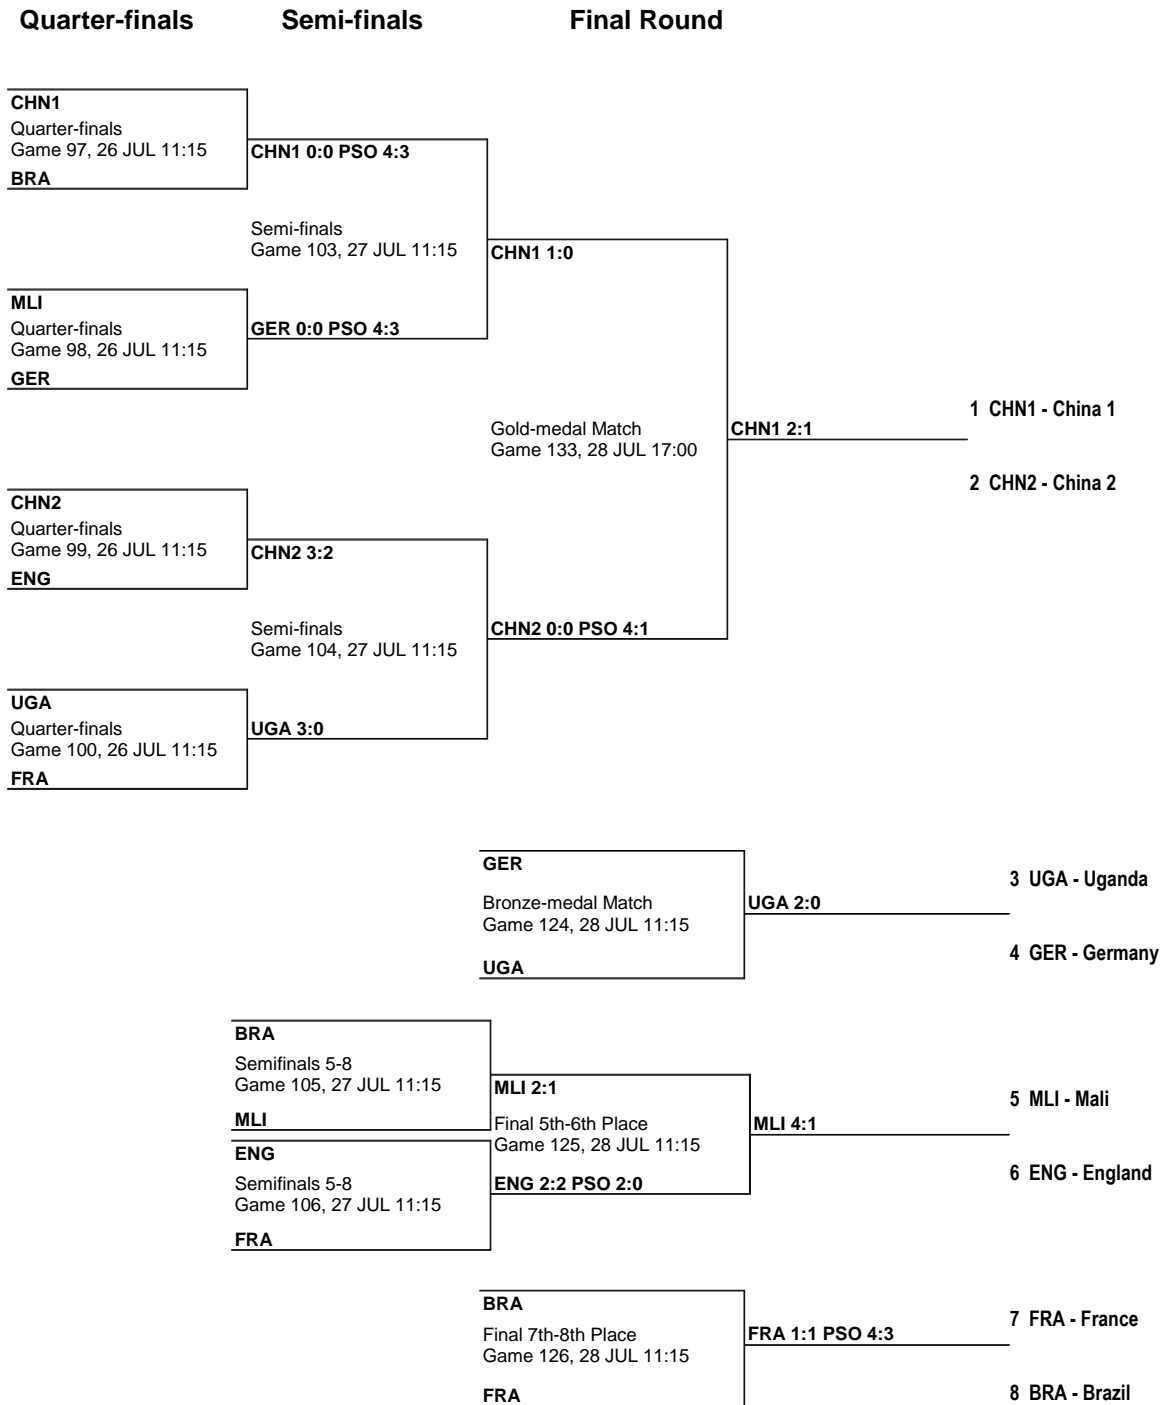 Quarter-finals Semi-finals Final Round
CHN1
Quarter-finals
Game 97, 26 JUL 11:15
BRA
CHN1 0:0 PSO 4:3
Semi-finals
Game 103, 27 JUL 11:15
CHN1 1:0
MLI
Quarter-finals
Game 98, 26 JUL 11:15
GER
GER 0:0 PSO 4:3
Gold-medal Match
Game 133, 28 JUL 17:00
CHN1 2:1
1 CHN1 - China 1
2 CHN2 - China 2
CHN2
Quarter-finals
Game 99, 26 JUL 11:15
ENG
CHN2 3:2
Semi-finals
Game 104, 27 JUL 11:15
CHN2 0:0 PSO 4:1
UGA
Quarter-finals
Game 100, 26 JUL 11:15
FRA
UGA 3:0
GER
Bronze-medal Match
Game 124, 28 JUL 11:15
UGA
UGA 2:0
3 UGA - Uganda
4 GER - Germany
BRA
Semifinals 5-8
Game 105, 27 JUL 11:15
MLI
MLI 2:1
Final 5th-6th Place
Game 125, 28 JUL 11:15
MLI 4:1
5 MLI - Mali
6 ENG - England
ENG
Semifinals 5-8
Game 106, 27 JUL 11:15
FRA
ENG 2:2 PSO 2:0
BRA
Final 7th-8th Place
Game 126, 28 JUL 11:15
FRA
FRA 1:1 PSO 4:3
7 FRA - France
8 BRA - Brazil